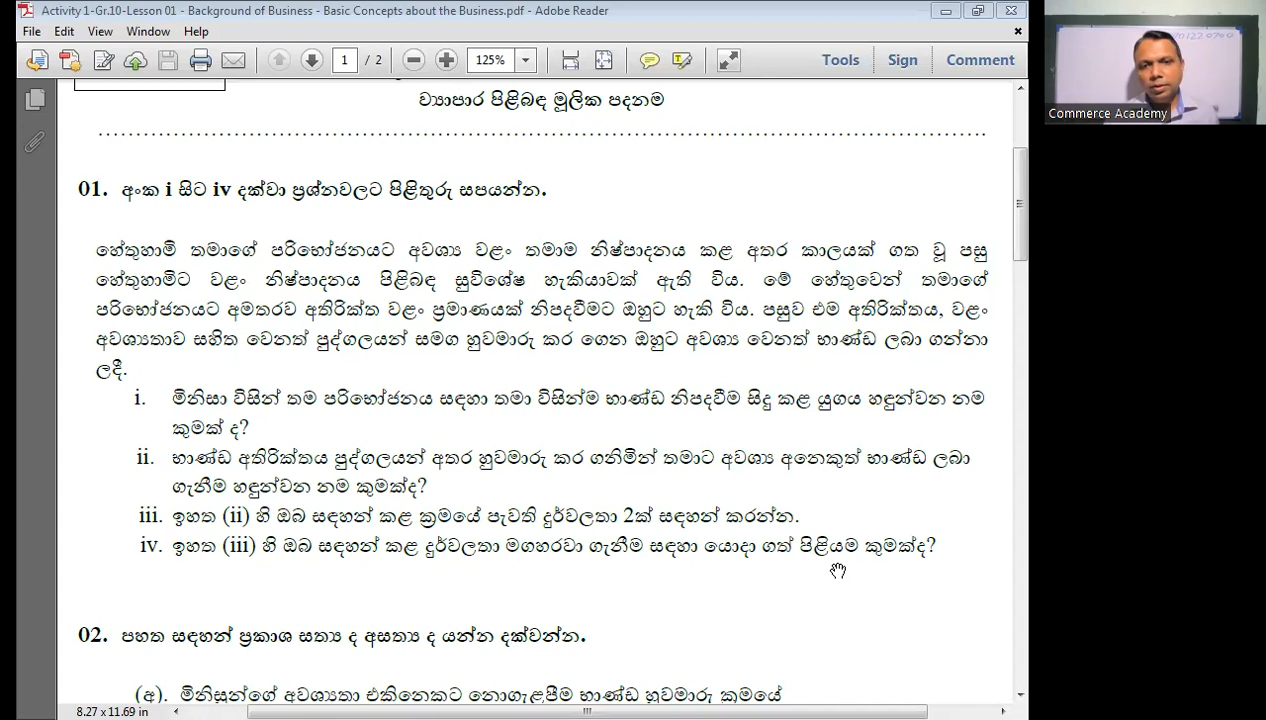 Activity 1-Gr.10-Lesson 01 - Background of Business - Basic Concepts about the Business.pdf - Adobe Reader
File Edit View Window Help
1 / 2 125% Tools Sign Comment
ව්‍යාපාර පිළිබඳ මූලික පදනම
01. අංක i සිට iv දක්වා ප්‍රශ්නවලට පිළිතුරු සපයන්න.
හේතුහාමි තමාගේ පරිභෝජනයට අවශ්‍ය වළං තමාම නිෂ්පාදනය කළ අතර කාලයක් ගත වූ පසු
හේතුහාමිට වළං නිෂ්පාදනය පිළිබඳ සුවිශේෂ හැකියාවක් ඇති විය. මේ හේතුවෙන් තමාගේ
පරිභෝජනයට අමතරව අතිරික්ත වළං ප්‍රමාණයක් නිපදවීමට ඔහුට හැකි විය. පසුව එම අතිරික්තය, වළං
අවශ්‍යතාව සහිත වෙනත් පුද්ගලයන් සමග හුවමාරු කර ගෙන ඔහුට අවශ්‍ය වෙනත් භාණ්ඩ ලබා ගන්නා
ලදී.
i. මිනිසා විසින් තම පරිභෝජනය සඳහා තමා විසින්ම භාණ්ඩ නිපදවීම සිදු කළ යුගය හඳුන්වන නම
කුමක් ද?
ii. භාණ්ඩ අතිරික්තය පුද්ගලයන් අතර හුවමාරු කර ගනිමින් තමාට අවශ්‍ය අනෙකුත් භාණ්ඩ ලබා
ගැනීම හඳුන්වන නම කුමක්ද?
iii. ඉහත (ii) හි ඔබ සඳහන් කළ ක්‍රමයේ පැවති දුර්වලතා 2ක් සඳහන් කරන්න.
iv. ඉහත (iii) හි ඔබ සඳහන් කළ දුර්වලතා මගහරවා ගැනීම සඳහා යොදා ගත් පිළියම කුමක්ද?
02. පහත සඳහන් ප්‍රකාශ සත්‍ය ද අසත්‍ය ද යන්න දක්වන්න.
(අ). මිනිසුන්ගේ අවශ්‍යතා එකිනෙකට නොගැළපීම භාණ්ඩ හුවමාරු ක්‍රමයේ
8.27 x 11.69 in
Commerce Academy